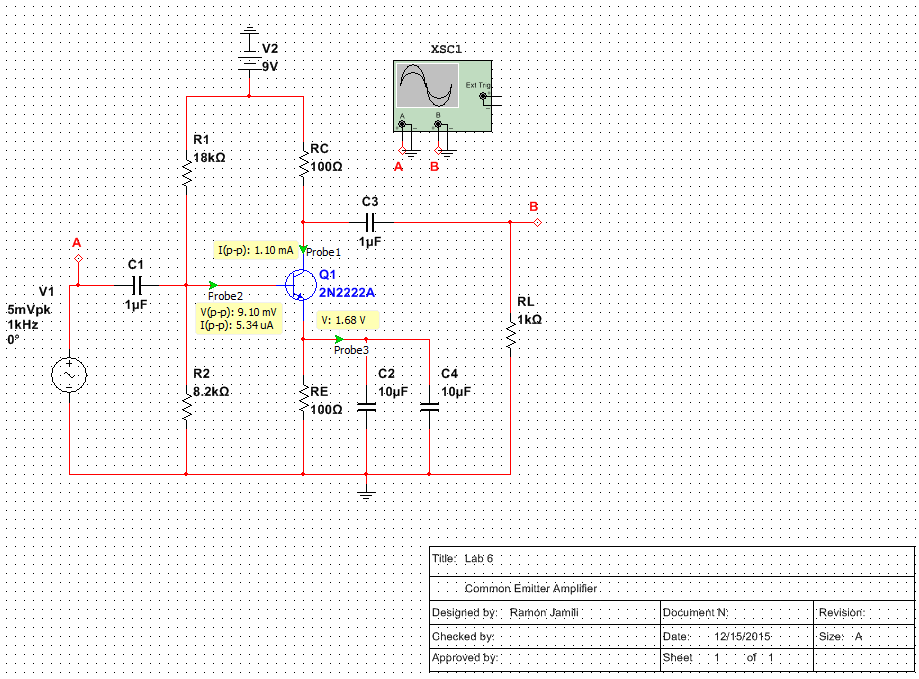 XSC1
V2
9V
Ext Trig
A
B
A
B
R1
18kΩ
RC
100Ω
C3
1µF
B
A
I(p-p): 1.10 mA
Probe1
C1
1µF
Q1
2N2222A
V1
5mVpk
1kHz
0°
Probe2
V(p-p): 9.10 mV
I(p-p): 5.34 uA
V: 1.68 V
Probe3
RL
1kΩ
R2
8.2kΩ
RE
100Ω
C2
10µF
C4
10µF
Title: Lab 6
Common Emitter Amplifier
Designed by: Ramon Jamili
Document N:
Revision:
Checked by:
Date: 12/15/2015
Size: A
Approved by:
Sheet 1 of 1